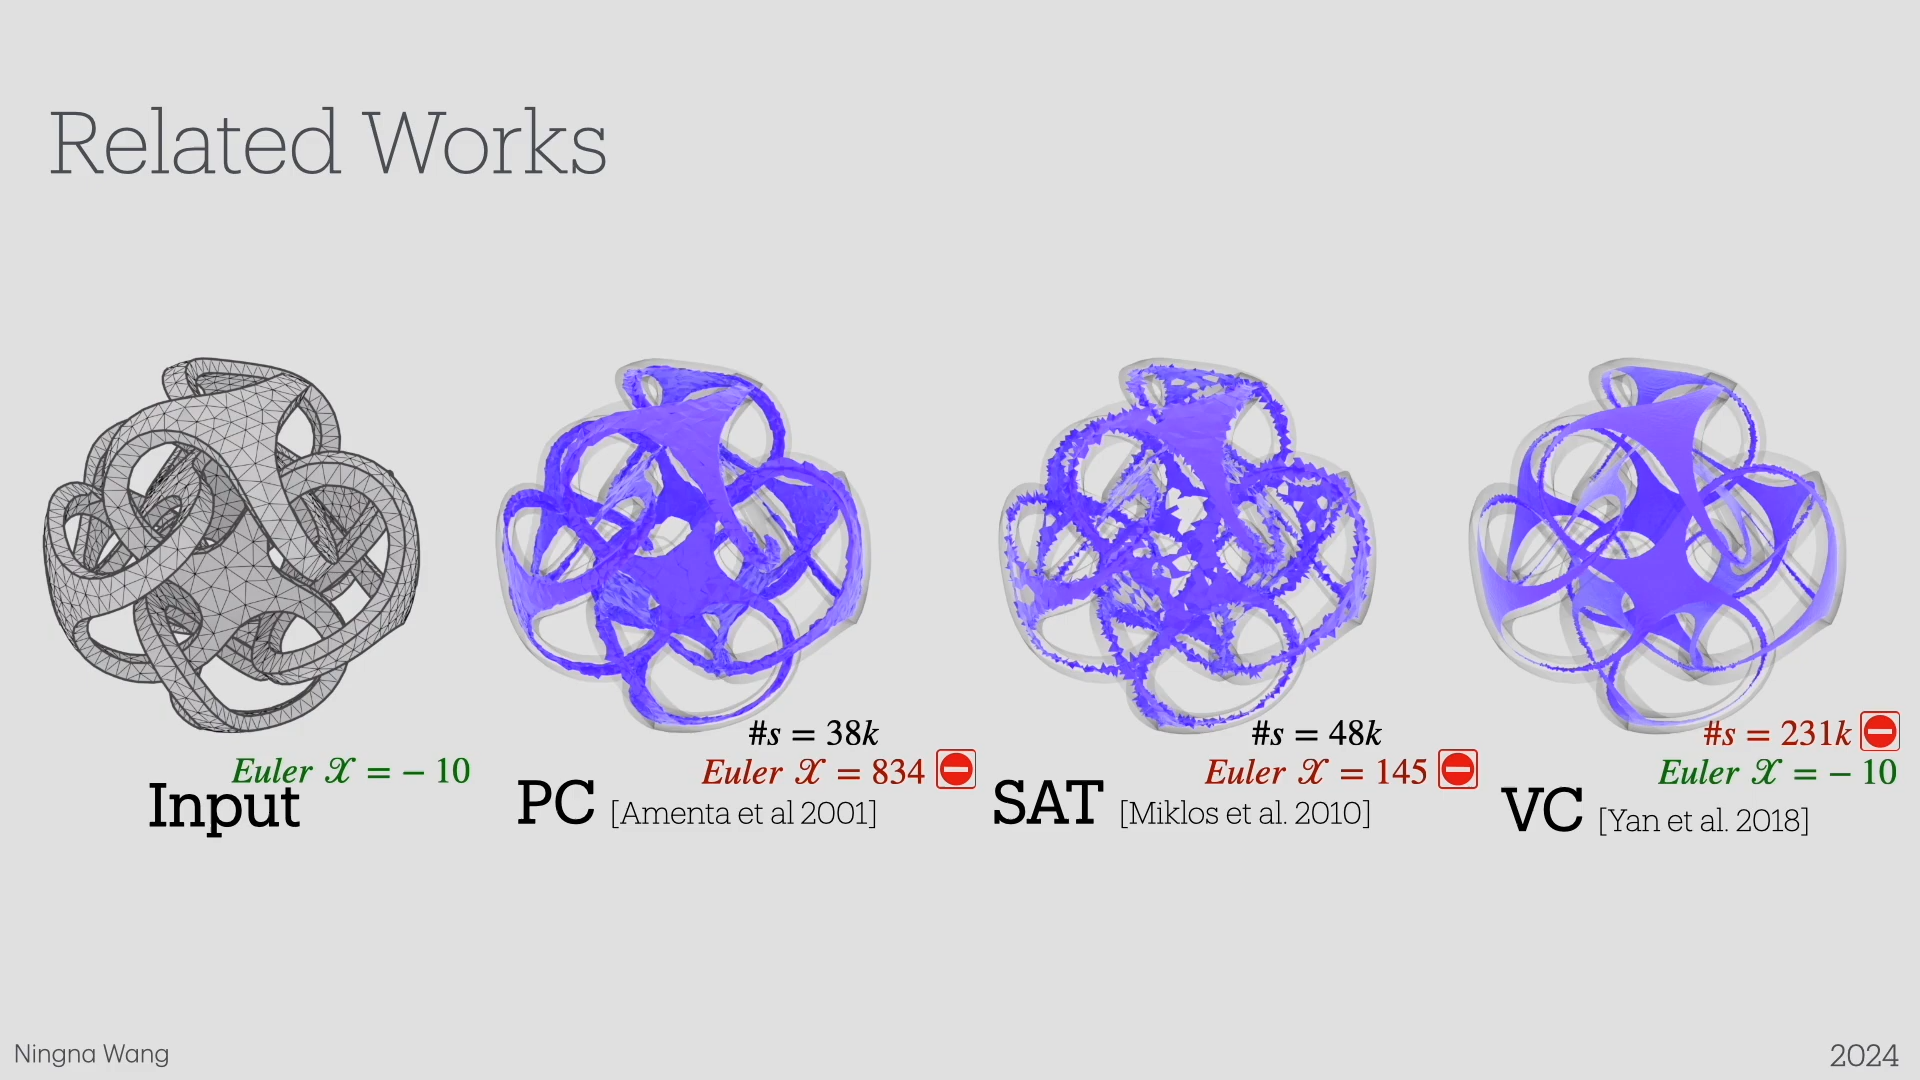 Related Works
Euler 𝒳 = − 10
Input
#s = 38k
Euler 𝒳 = 834
PC [Amenta et al 2001]
#s = 48k
Euler 𝒳 = 145
SAT [Miklos et al. 2010]
#s = 231k
Euler 𝒳 = − 10
VC [Yan et al. 2018]
Ningna Wang
2024